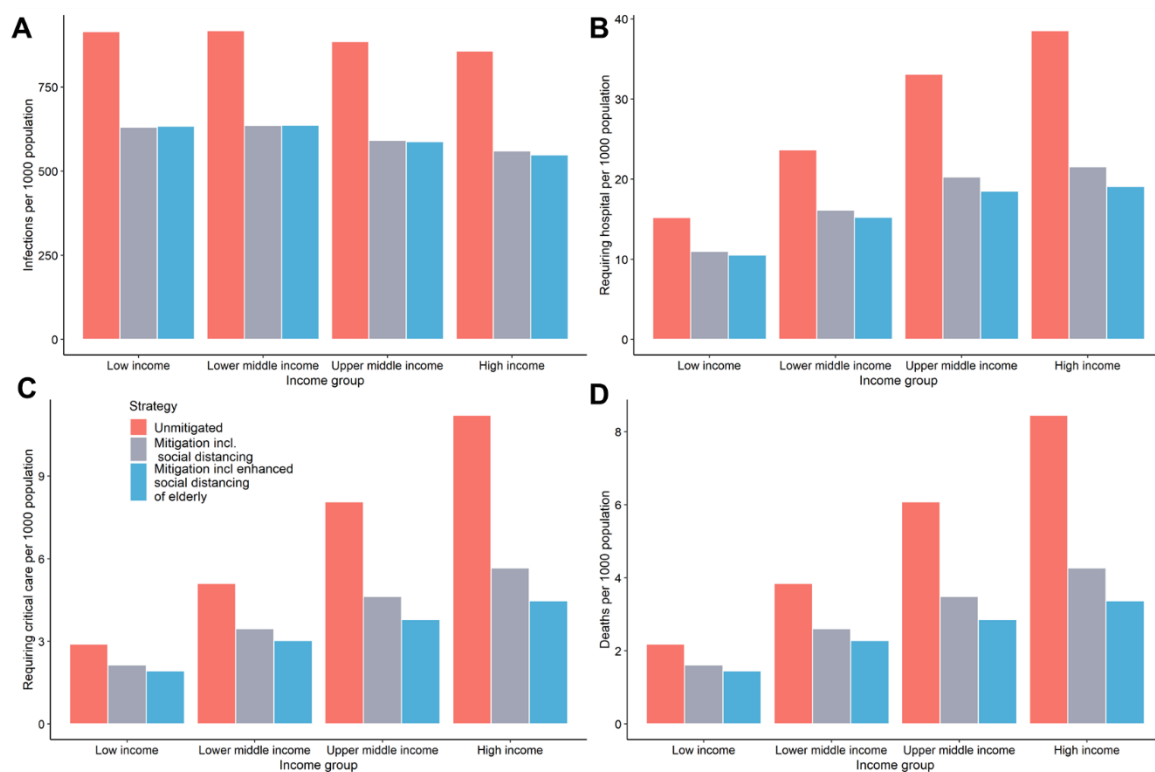 A
Infections per 1000 population
750
500
250
0
Low income
Lower middle income
Upper middle income
High income
Income group
B
Requiring hospital per 1000 population
40
30
20
10
0
Low income
Lower middle income
Upper middle income
High income
Income group
C
Requiring critical care per 1000 population
9
6
3
0
Strategy
Unmitigated
Mitigation incl.
social distancing
Mitigation incl enhanced
social distancing
of elderly
Low income
Lower middle income
Upper middle income
High income
Income group
D
Deaths per 1000 population
8
6
4
2
0
Low income
Lower middle income
Upper middle income
High income
Income group